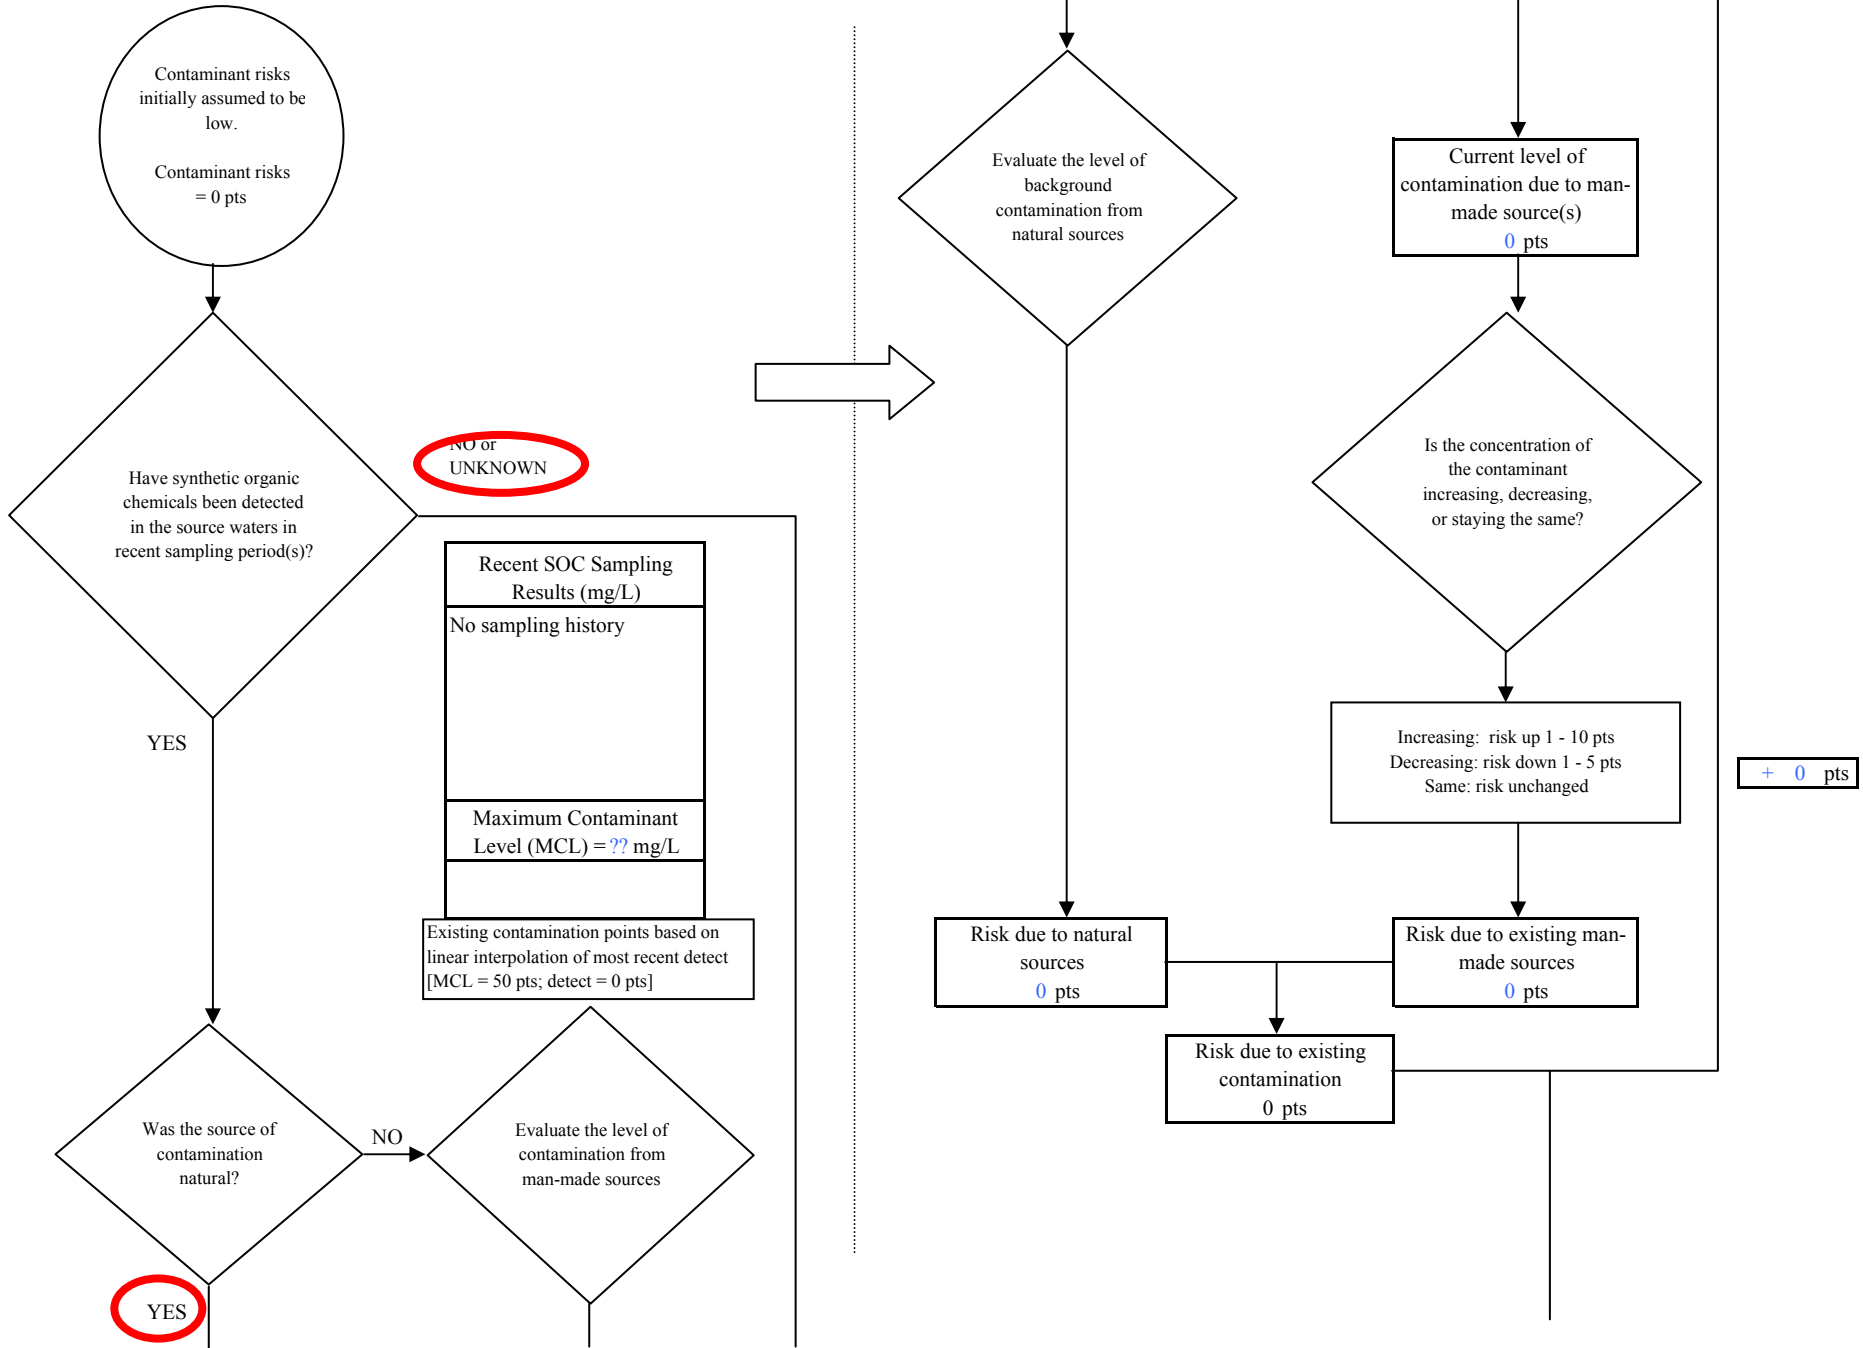 Contaminant risks
initially assumed to be
low.
Contaminant risks
= 0 pts
Have synthetic organic
chemicals been detected
in the source waters in
recent sampling period(s)?
NO or
UNKNOWN
YES
Recent SOC Sampling
Results (mg/L)
No sampling history
Maximum Contaminant
Level (MCL) = ?? mg/L
Existing contamination points based on
linear interpolation of most recent detect
[MCL = 50 pts; detect = 0 pts]
Was the source of
contamination
natural?
NO
YES
Evaluate the level of
contamination from
man-made sources
Evaluate the level of
background
contamination from
natural sources
Current level of
contamination due to man-
made source(s)
0 pts
Is the concentration of
the contaminant
increasing, decreasing,
or staying the same?
Increasing: risk up 1 - 10 pts
Decreasing: risk down 1 - 5 pts
Same: risk unchanged
+ 0 pts
Risk due to natural
sources
0 pts
Risk due to existing man-
made sources
0 pts
Risk due to existing
contamination
0 pts